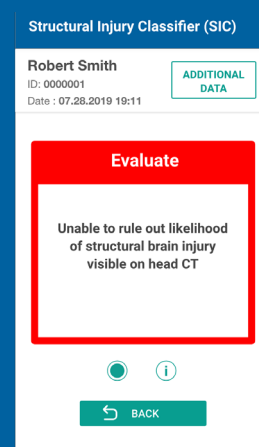 Structural Injury Classifier (SIC)
Robert Smith
ID: 0000001
Date : 07.28.2019 19:11
ADDITIONAL
DATA
Evaluate
Unable to rule out likelihood
of structural brain injury
visible on head CT
i
BACK